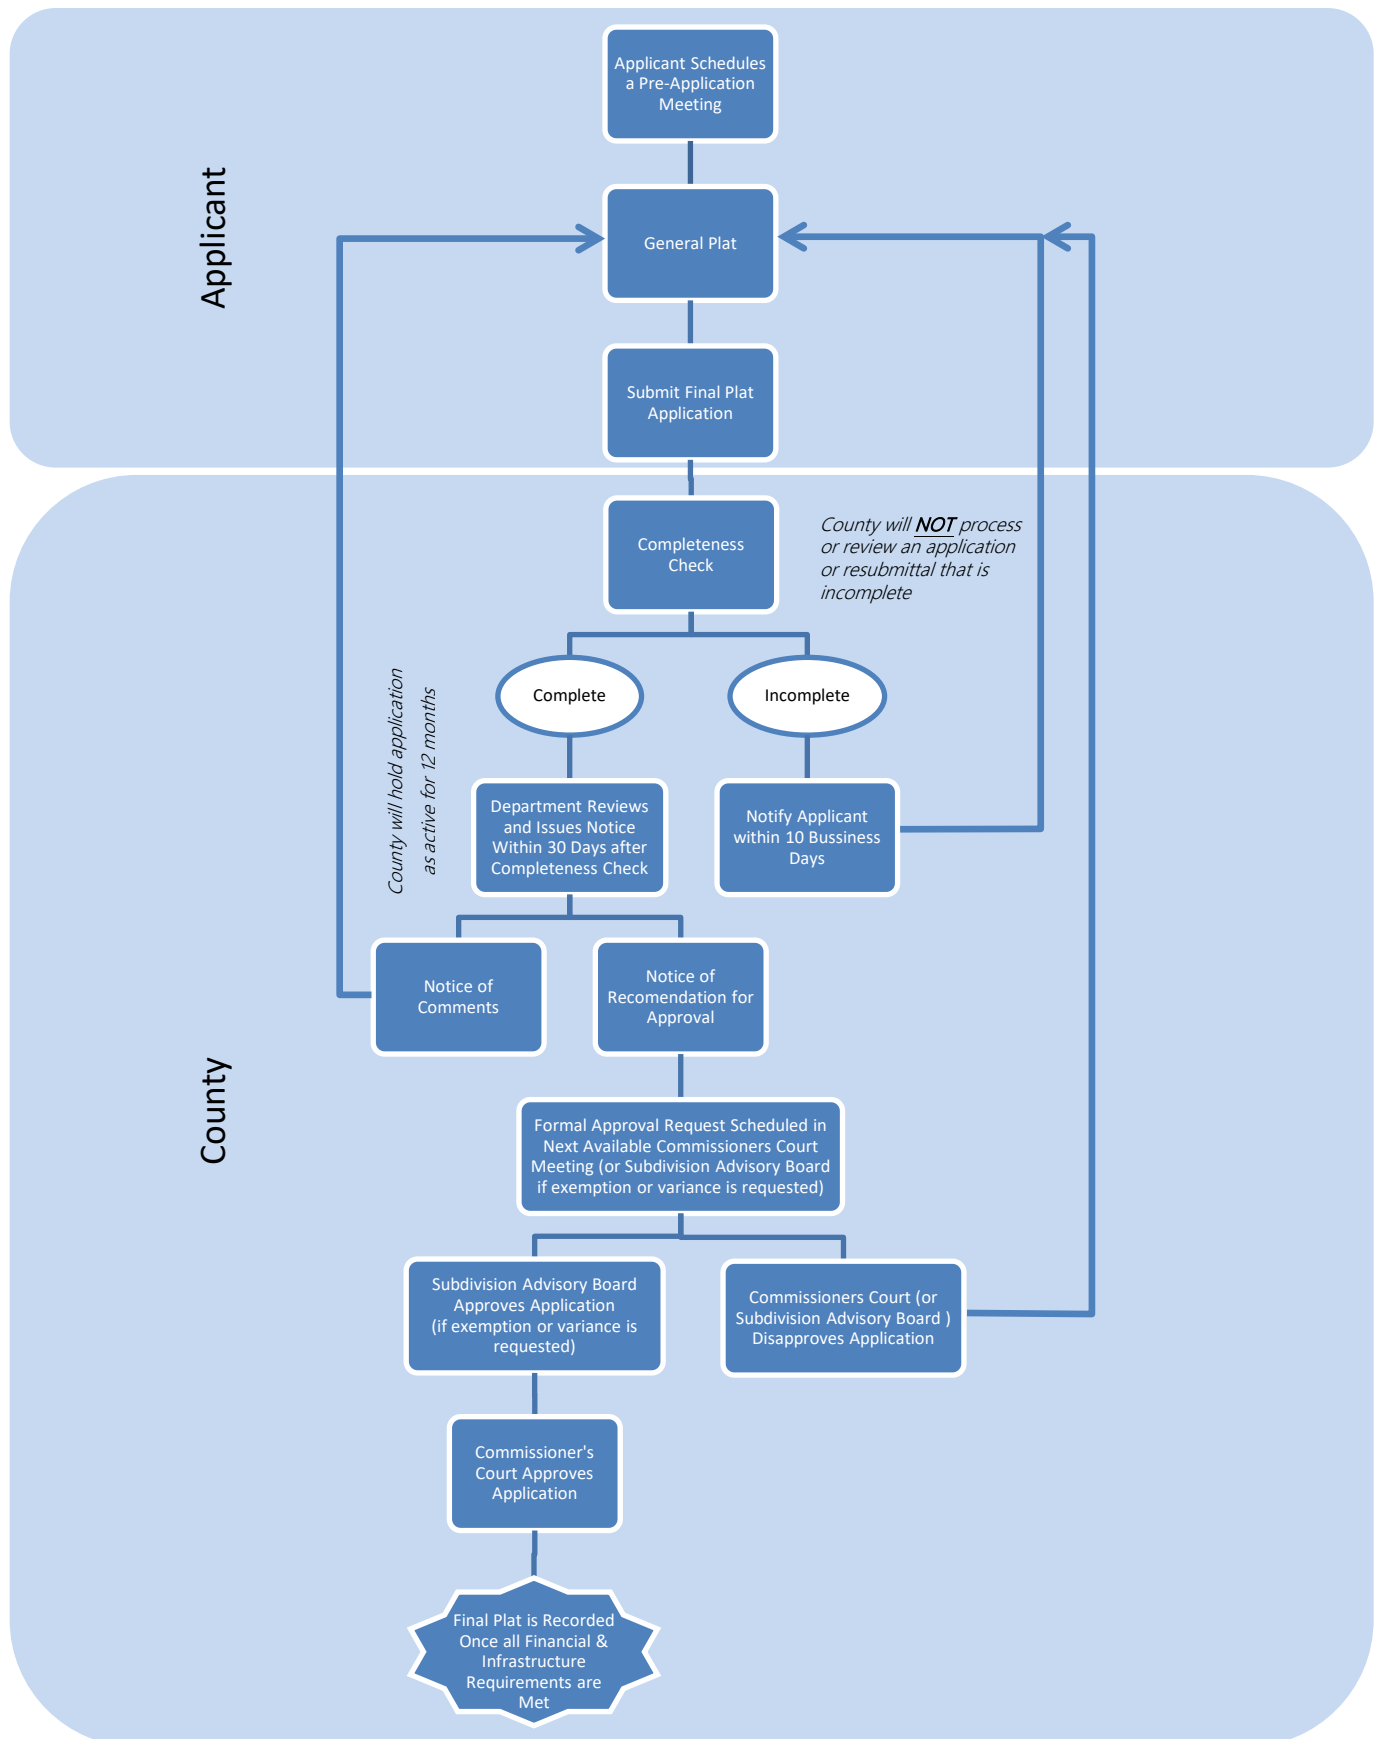 Applicant Schedules
a Pre-Application
Meeting
Applicant
General Plat
Submit Final Plat
Application
Completeness
Check
County will NOT process
or review an application
or resubmittal that is
incomplete
Complete
Incomplete
County will hold application
as active for 12 months
Department Reviews
and Issues Notice
Within 30 Days after
Completeness Check
Notify Applicant
within 10 Bussiness
Days
Notice of
Comments
Notice of
Recomendation for
Approval
County
Formal Approval Request Scheduled in
Next Available Commissioners Court
Meeting (or Subdivision Advisory Board
if exemption or variance is requested)
Subdivision Advisory Board
Approves Application
(if exemption or variance is
requested)
Commissioners Court (or
Subdivision Advisory Board )
Disapproves Application
Commissioner's
Court Approves
Application
Final Plat is Recorded
Once all Financial &
Infrastructure
Requirements are
Met